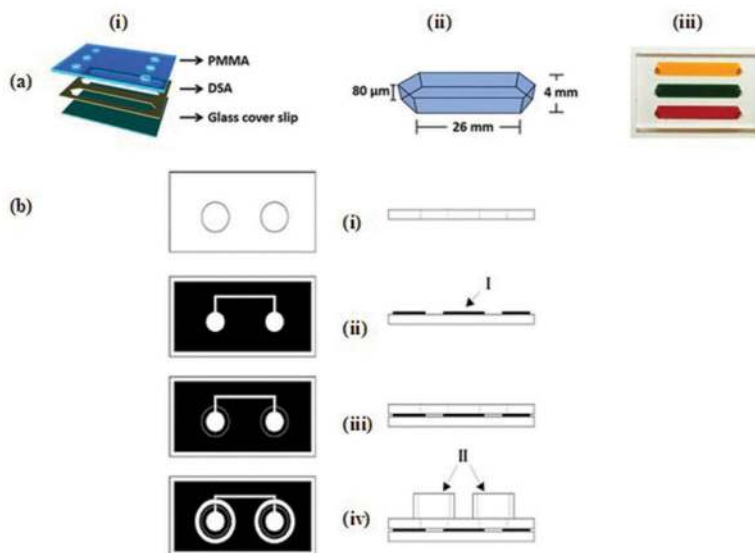 (i)
(ii)
(iii)
(a)
PMMA
DSA
Glass cover slip
80 µm
4 mm
26 mm
(b)
(i)
I
(ii)
(iii)
II
(iv)